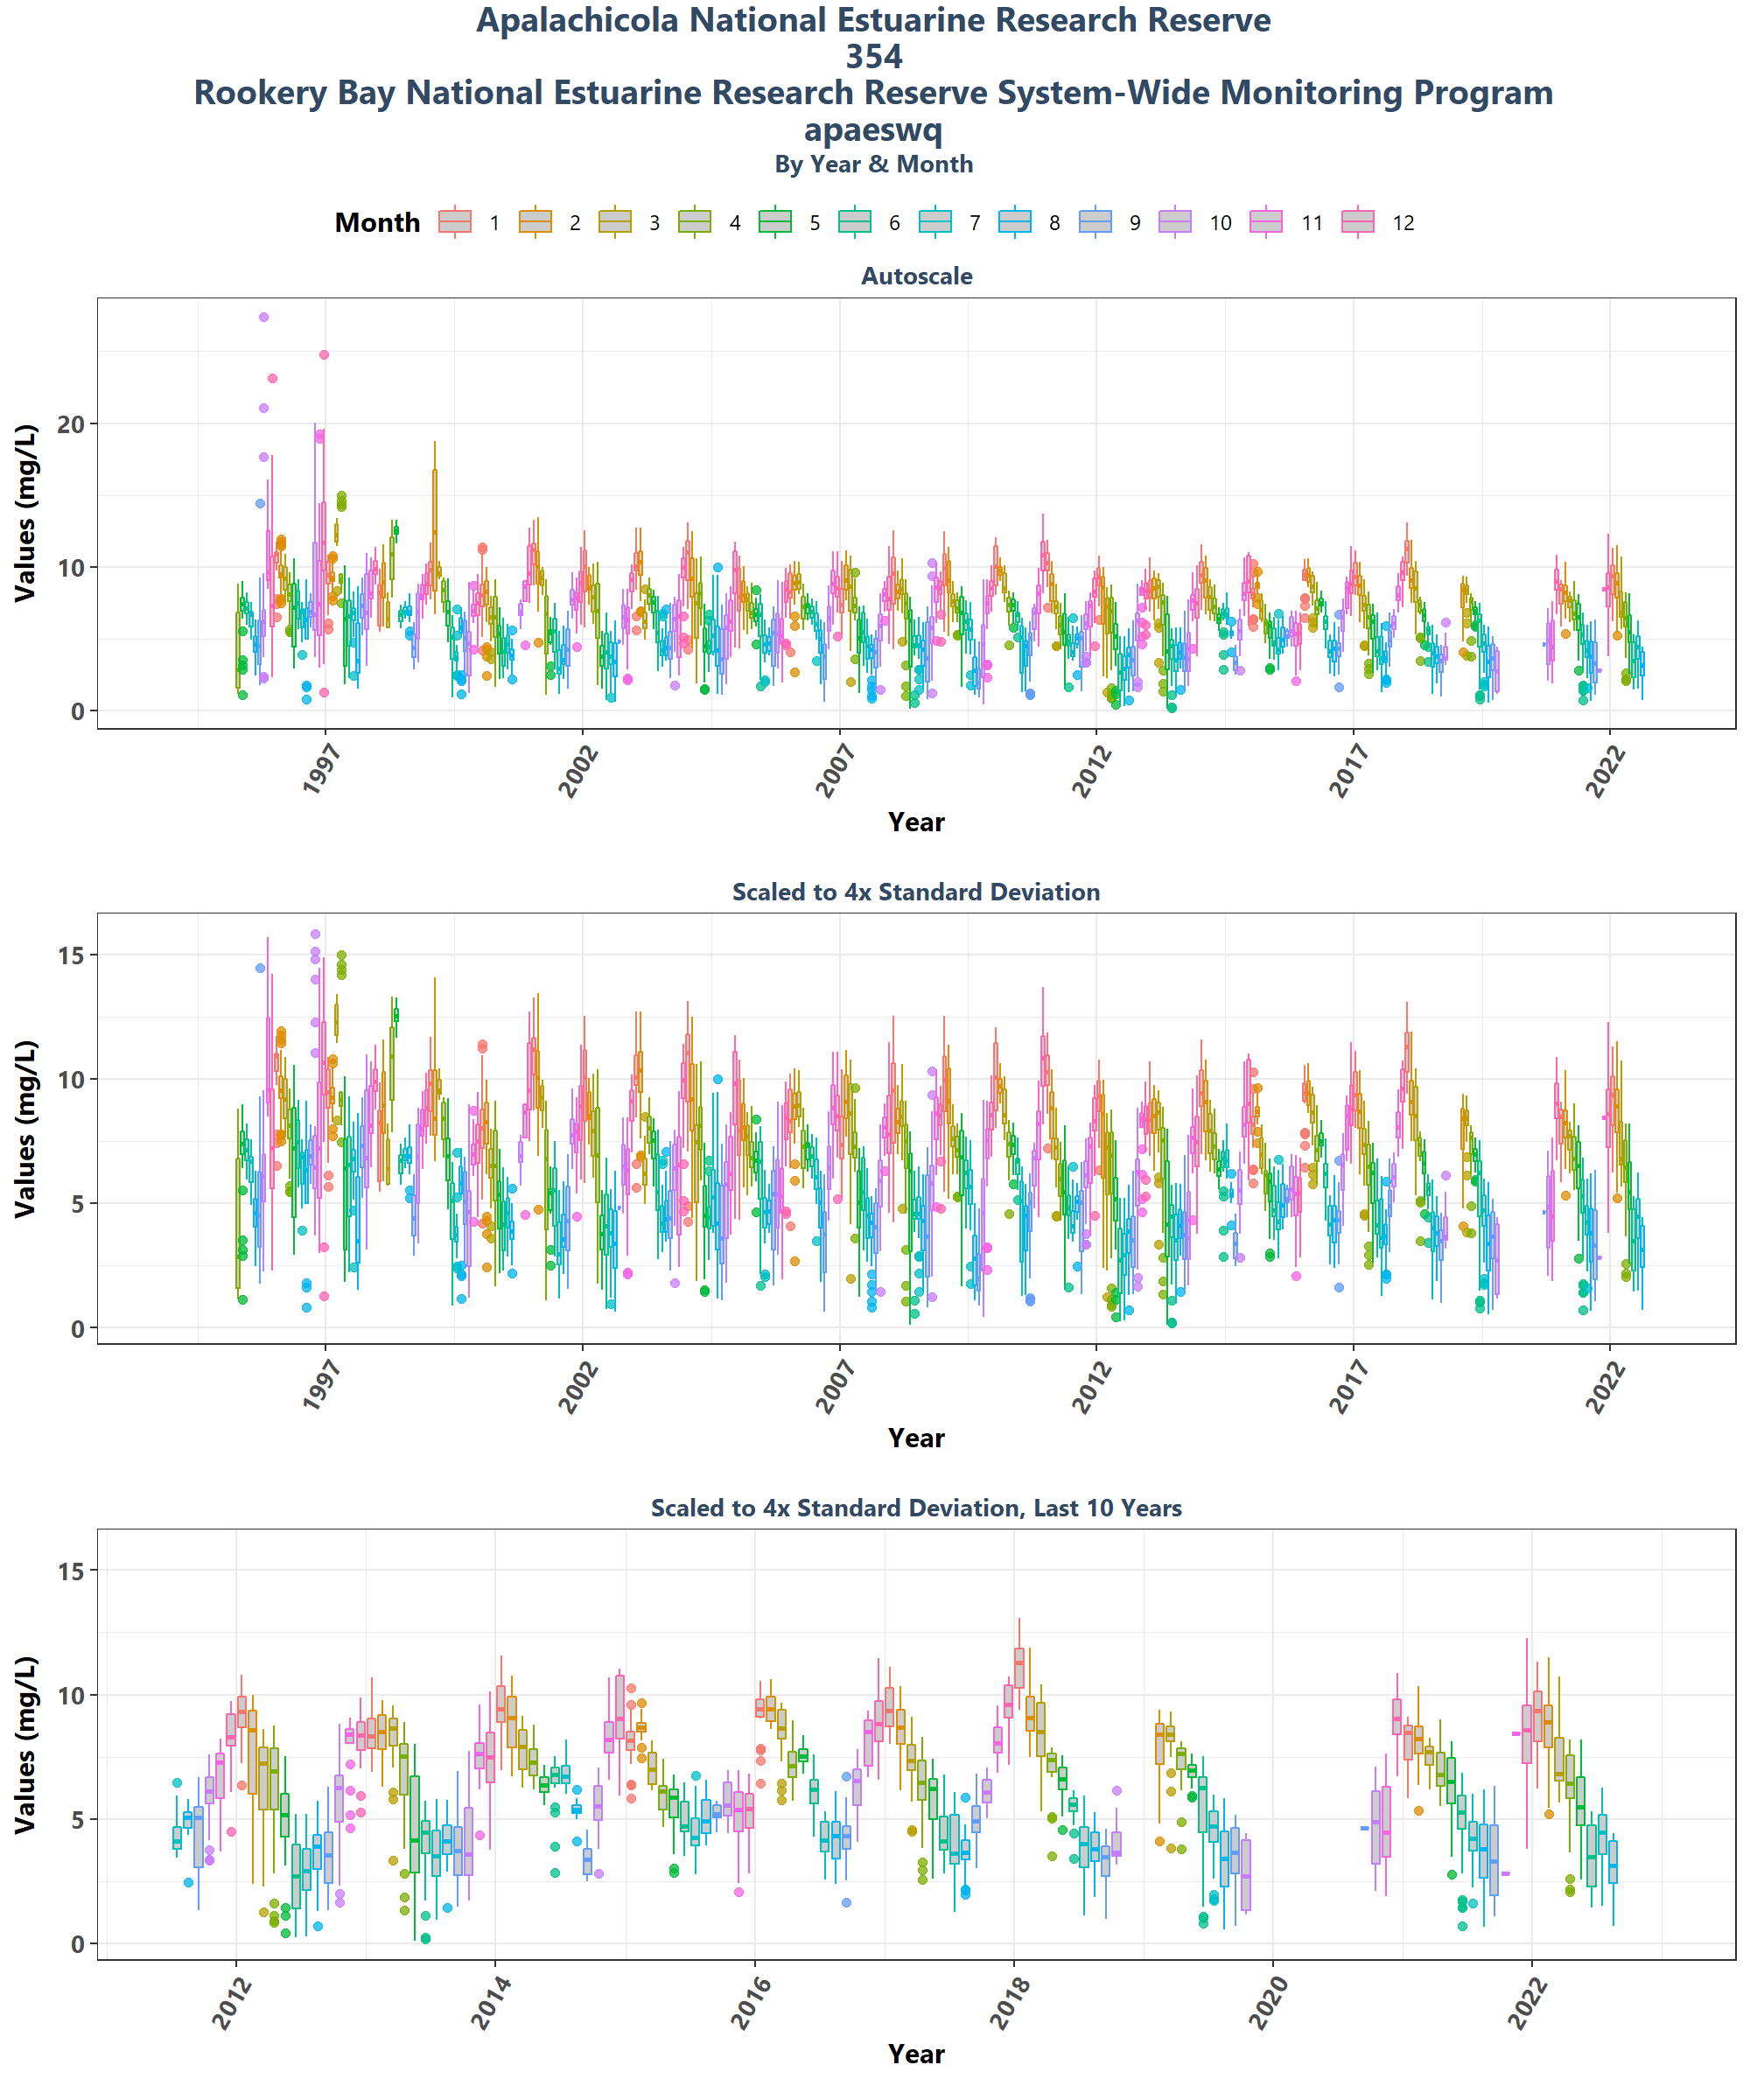 Apalachicola National Estuarine Research Reserve
354
Rookery Bay National Estuarine Research Reserve System-Wide Monitoring Program
apaeswq
By Year & Month
Month 1 2 3 4 5 6 7 8 9 10 11 12
Autoscale
Values (mg/L)
20
10
0
1997 2002 2007 2012 2017 2022
Year
Scaled to 4x Standard Deviation
Values (mg/L)
15
10
5
0
1997 2002 2007 2012 2017 2022
Year
Scaled to 4x Standard Deviation, Last 10 Years
Values (mg/L)
15
10
5
0
2012 2014 2016 2018 2020 2022
Year